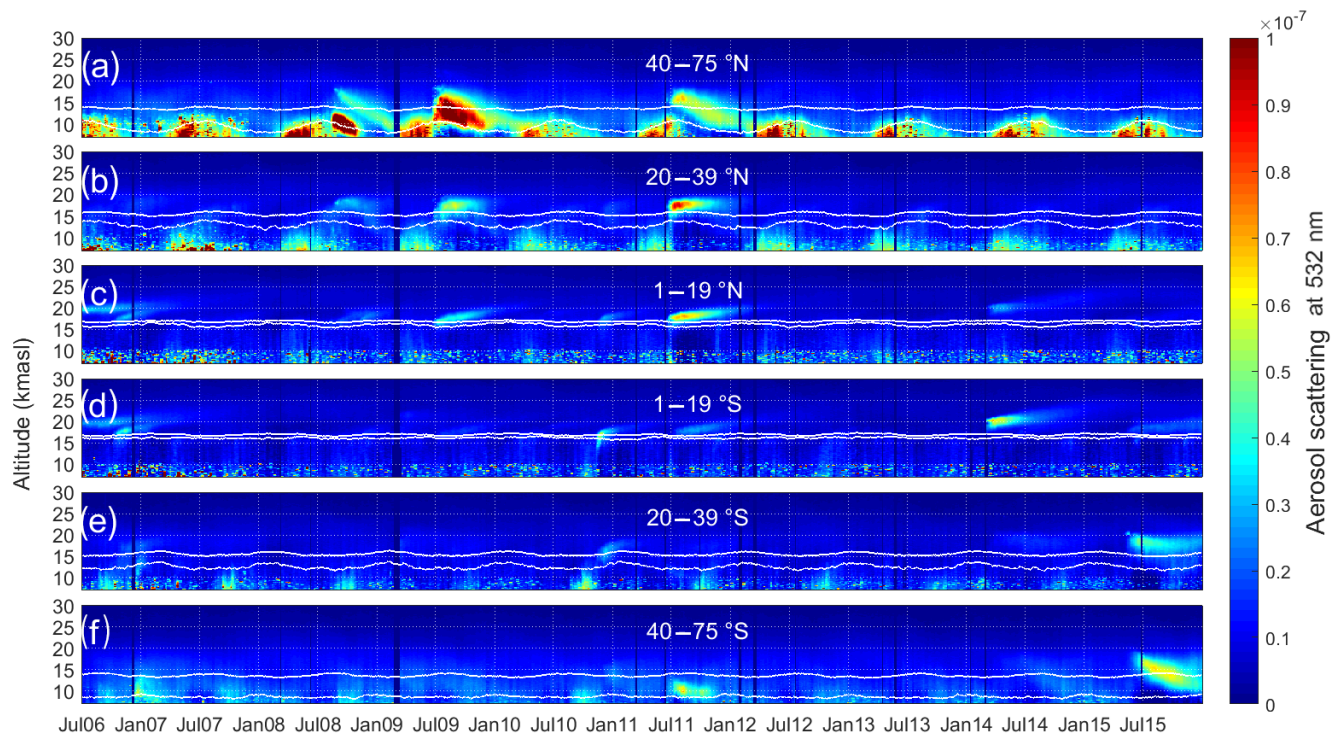 ×10⁻⁷
30
25
20
15
10
(a)
40–75 °N
30
25
20
15
10
(b)
20–39 °N
30
25
20
15
10
(c)
1–19 °N
30
25
20
15
10
(d)
1–19 °S
30
25
20
15
10
(e)
20–39 °S
30
25
20
15
10
(f)
40–75 °S
Altitude (kmasl)
Jul06 Jan07 Jul07 Jan08 Jul08 Jan09 Jul09 Jan10 Jul10 Jan11 Jul11 Jan12 Jul12 Jan13 Jul13 Jan14 Jul14 Jan15 Jul15
1
0.9
0.8
0.7
0.6
0.5
0.4
0.3
0.2
0.1
0
Aerosol scattering at 532 nm